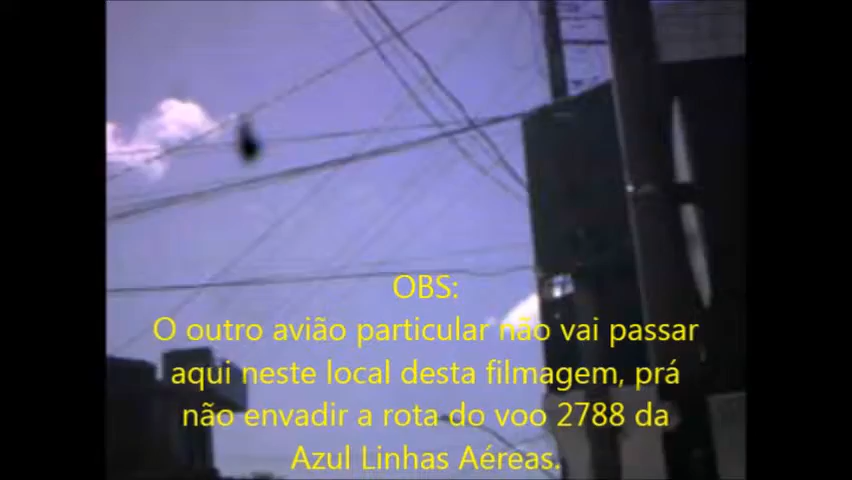 OBS:
O outro avião particular não vai passar
aqui neste local desta filmagem, prá
não envadir a rota do voo 2788 da
Azul Linhas Aéreas.